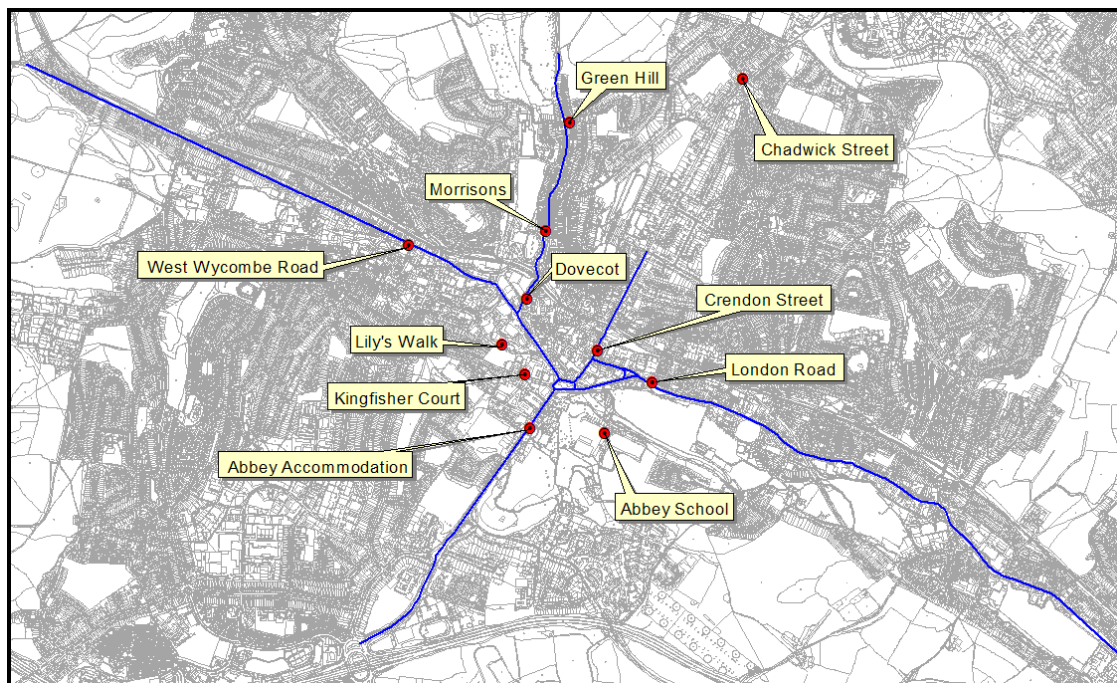 Green Hill
Chadwick Street
Morrisons
West Wycombe Road
Dovecot
Crendon Street
Lily's Walk
London Road
Kingfisher Court
Abbey Accommodation
Abbey School